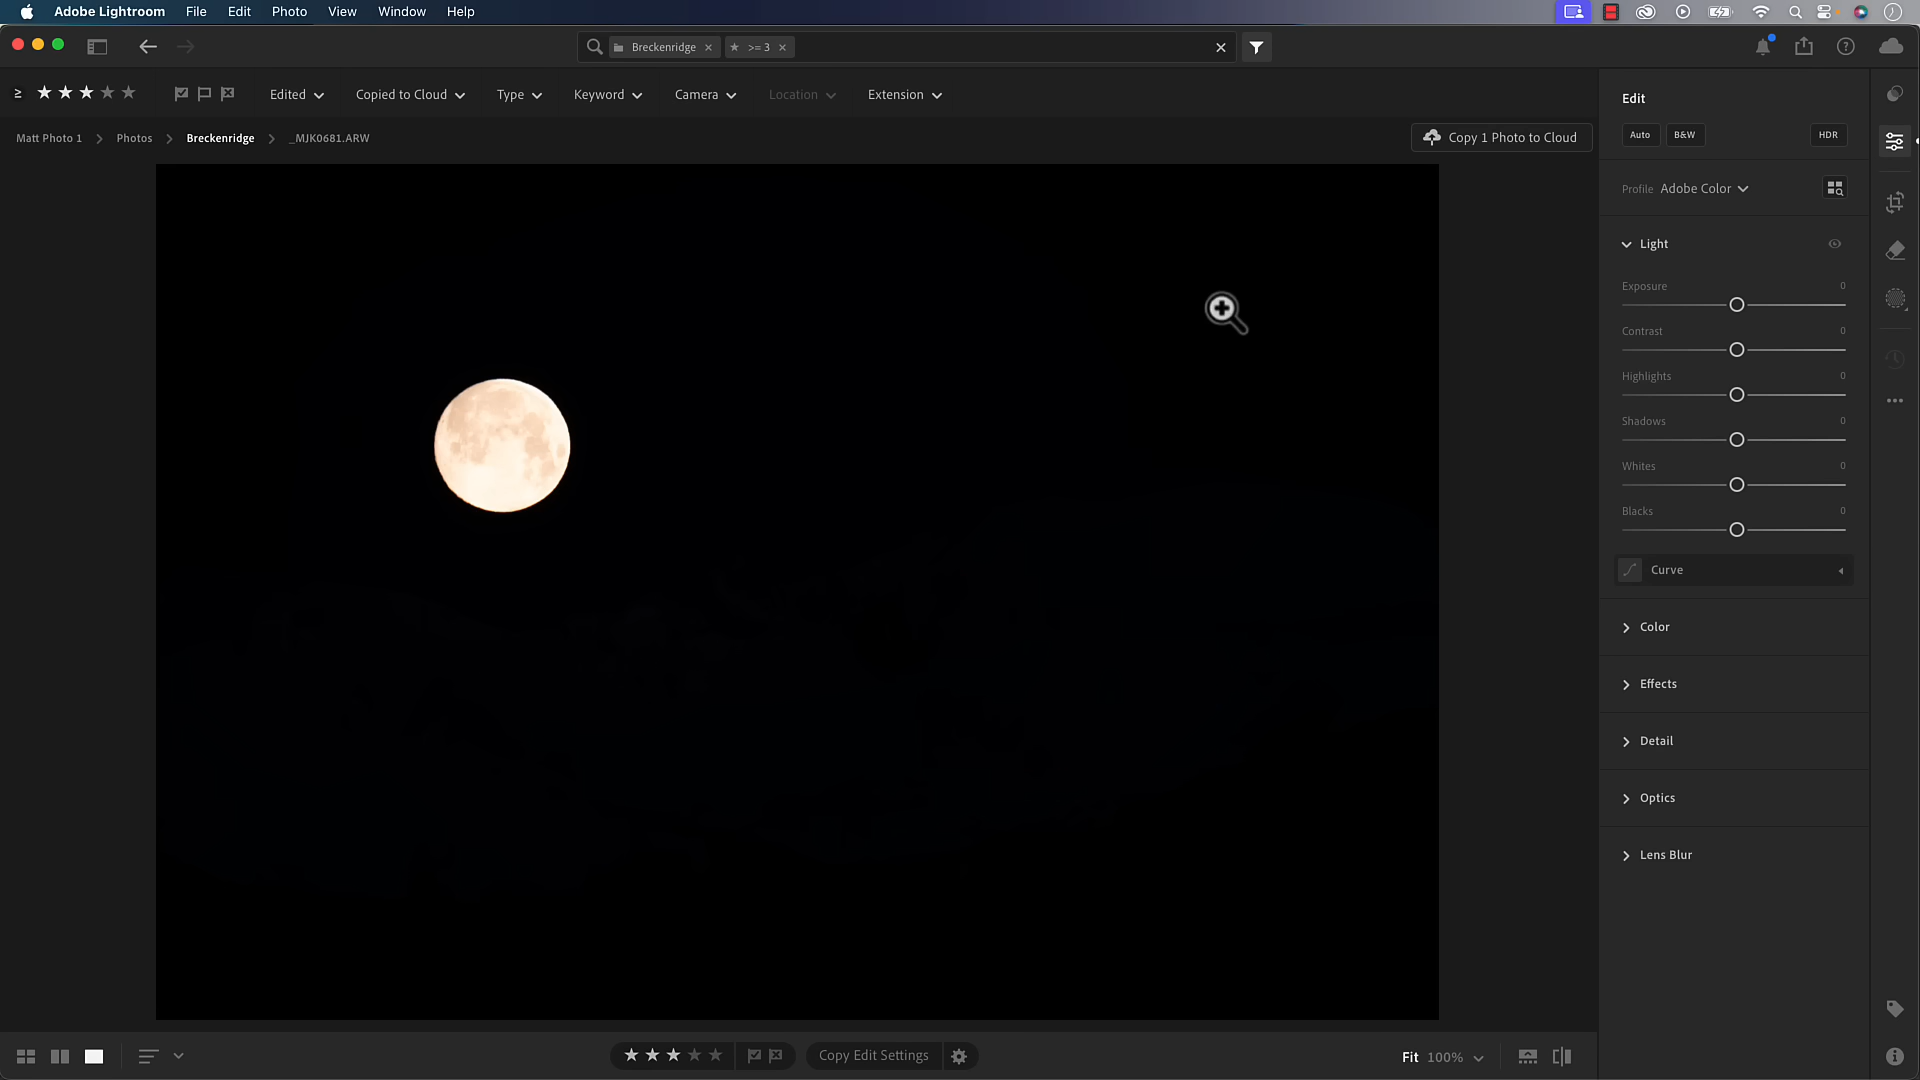 Adobe Lightroom File Edit Photo View Window Help
Breckenridge × >= 3 ×
≥ Edited Copied to Cloud Type Keyword Camera Location Extension
Matt Photo 1 > Photos > Breckenridge > _MJK0681.ARW
Copy 1 Photo to Cloud
Edit
Auto B&W HDR
Profile Adobe Color
Light
Exposure 0
Contrast 0
Highlights 0
Shadows 0
Whites 0
Blacks 0
Curve
Color
Effects
Detail
Optics
Lens Blur
Copy Edit Settings
Fit 100%